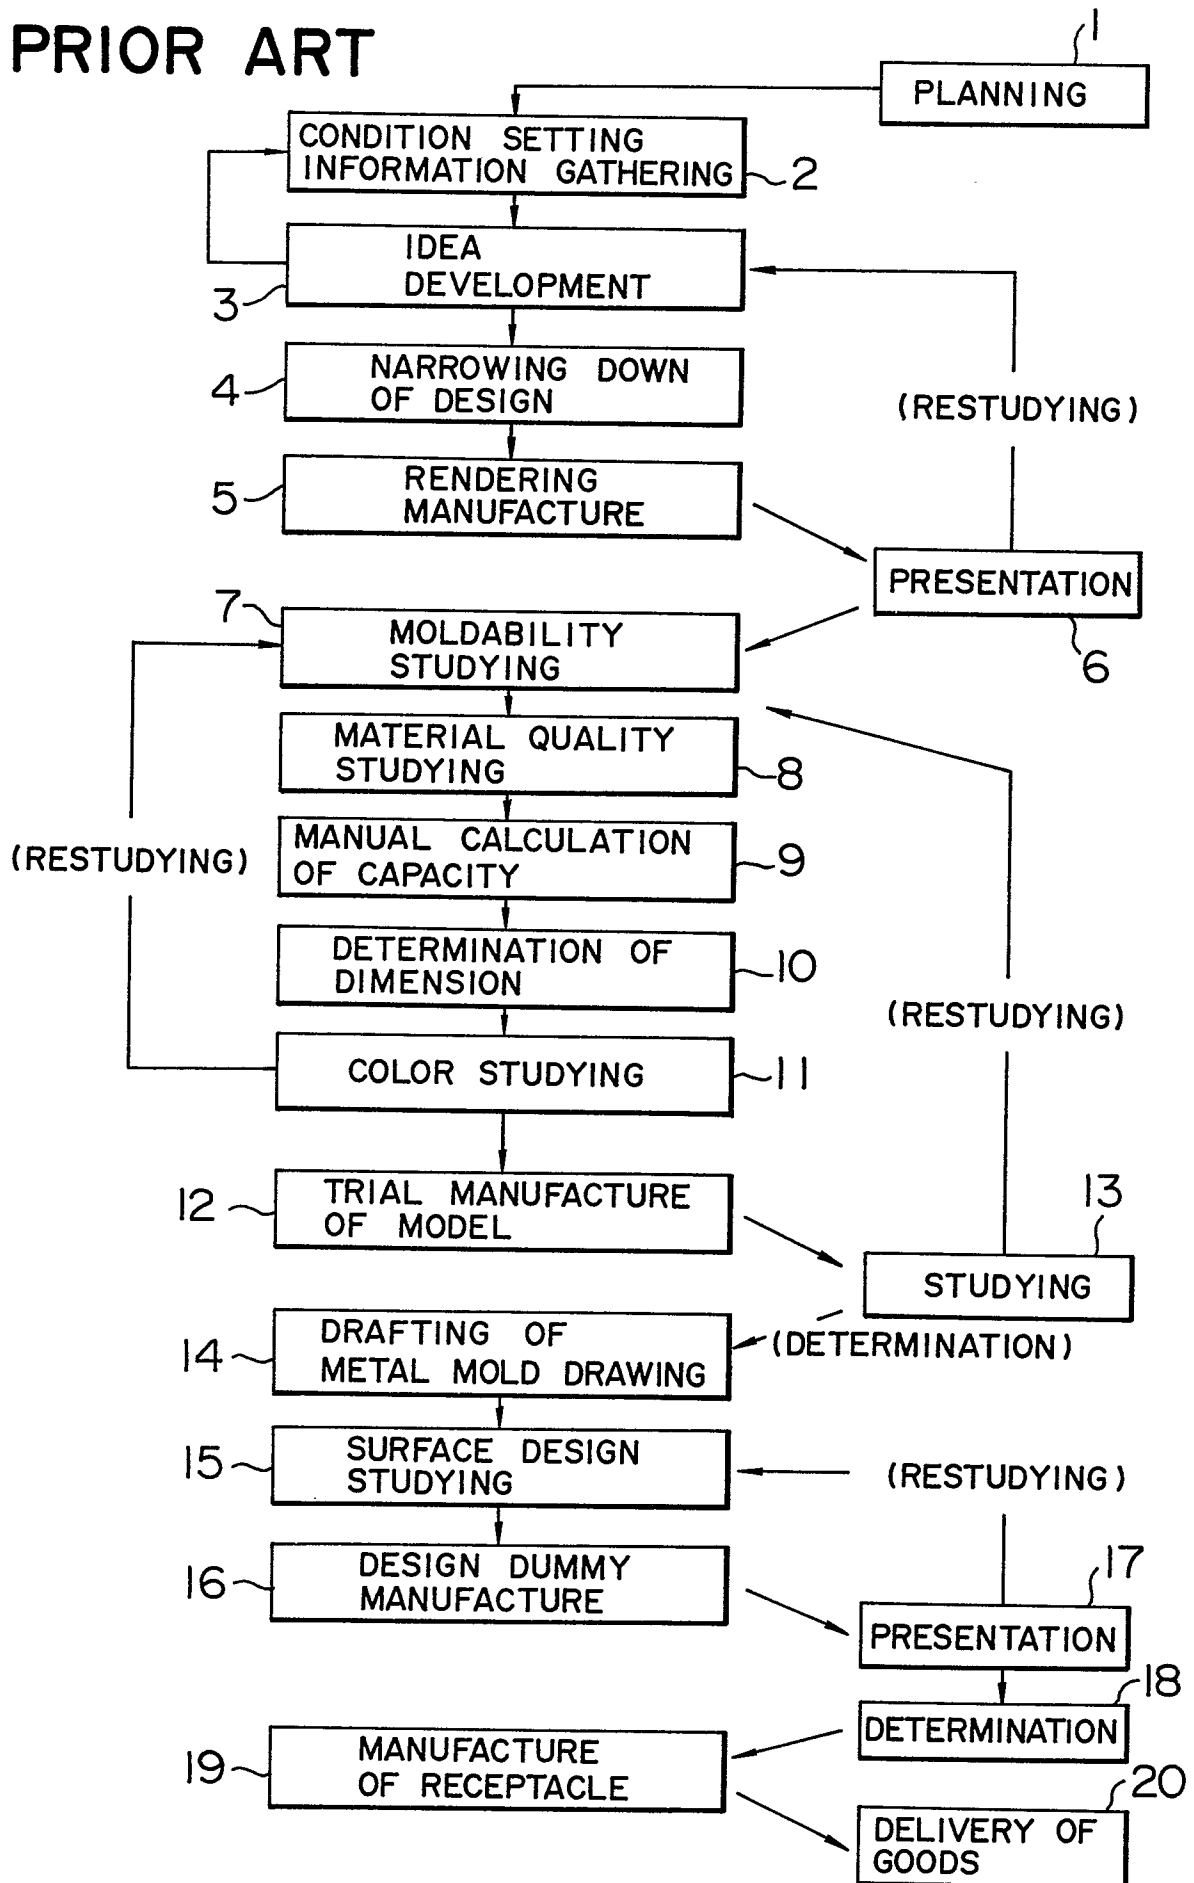 PRIOR ART
1
PLANNING
CONDITION SETTING
INFORMATION GATHERING
2
IDEA
DEVELOPMENT
3
NARROWING DOWN
OF DESIGN
4
(RESTUDYING)
RENDERING
MANUFACTURE
5
PRESENTATION
6
7
MOLDABILITY
STUDYING
MATERIAL QUALITY
STUDYING
8
(RESTUDYING)
MANUAL CALCULATION
OF CAPACITY
9
DETERMINATION OF
DIMENSION
10
(RESTUDYING)
COLOR STUDYING
11
12
TRIAL MANUFACTURE
OF MODEL
13
STUDYING
(DETERMINATION)
14
DRAFTING OF
METAL MOLD DRAWING
15
SURFACE DESIGN
STUDYING
(RESTUDYING)
16
DESIGN DUMMY
MANUFACTURE
17
PRESENTATION
18
DETERMINATION
19
MANUFACTURE
OF RECEPTACLE
20
DELIVERY OF
GOODS